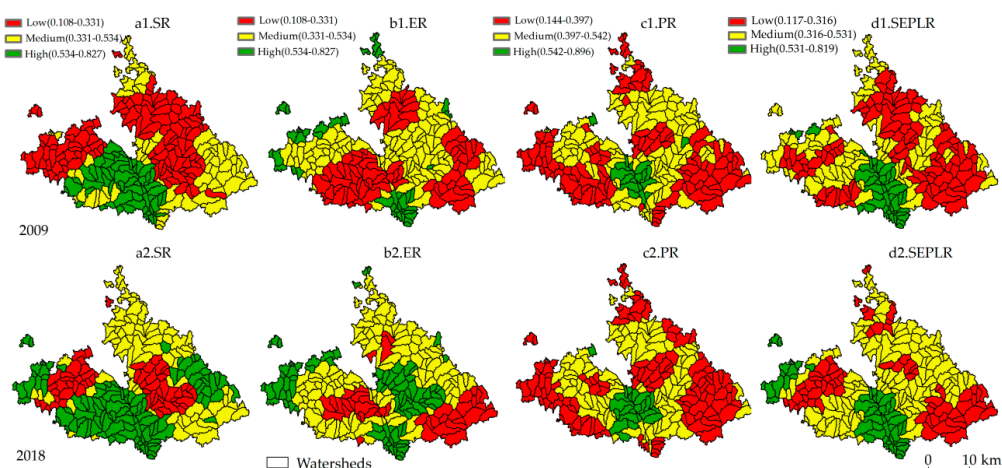 a1.SR
Low(0.108-0.331)
Medium(0.331-0.534)
High(0.534-0.827)
b1.ER
Low(0.108-0.331)
Medium(0.331-0.534)
High(0.534-0.827)
c1.PR
Low(0.144-0.397)
Medium(0.397-0.542)
High(0.542-0.896)
d1.SEPLR
Low(0.117-0.316)
Medium(0.316-0.531)
High(0.531-0.819)
2009
a2.SR
b2.ER
c2.PR
d2.SEPLR
2018
Watersheds
0 10 km